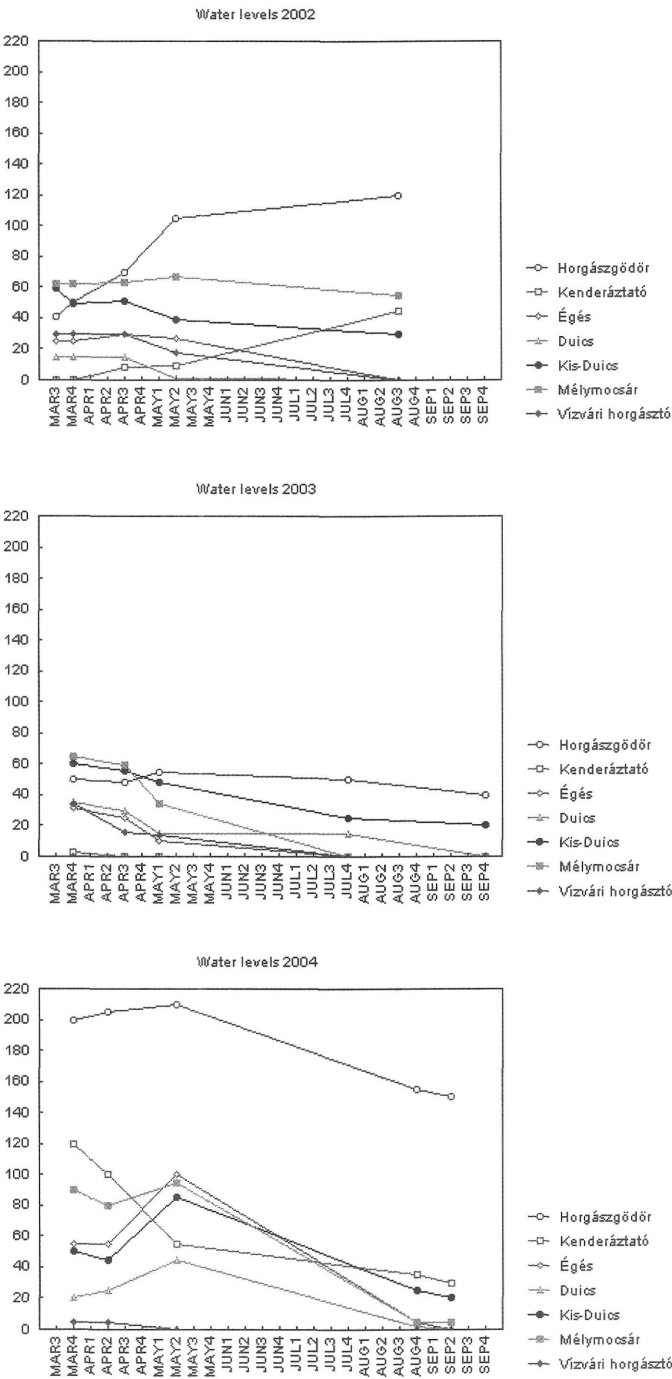 Water levels 2002
220
200
180
160
140
120
100
80
60
40
20
0
MAR3 MAR4 APR1 APR2 APR3 APR4 MAY1 MAY2 MAY3 MAY4 JUN1 JUN2 JUN3 JUN4 JUL1 JUL2 JUL3 JUL4 AUG1 AUG2 AUG3 AUG4 SEP1 SEP2 SEP3 SEP4
Horgászgödör
Kenderáztató
Égés
Duics
Kis-Duics
Mélymocsár
Vízvári horgásztó
Water levels 2003
220
200
180
160
140
120
100
80
60
40
20
0
MAR3 MAR4 APR1 APR2 APR3 APR4 MAY1 MAY2 MAY3 MAY4 JUN1 JUN2 JUN3 JUN4 JUL1 JUL2 JUL3 JUL4 AUG1 AUG2 AUG3 AUG4 SEP1 SEP2 SEP3 SEP4
Horgászgödör
Kenderáztató
Égés
Duics
Kis-Duics
Mélymocsár
Vízvári horgásztó
Water levels 2004
220
200
180
160
140
120
100
80
60
40
20
0
MAR3 MAR4 APR1 APR2 APR3 APR4 MAY1 MAY2 MAY3 MAY4 JUN1 JUN2 JUN3 JUN4 JUL1 JUL2 JUL3 JUL4 AUG1 AUG2 AUG3 AUG4 SEP1 SEP2 SEP3 SEP4
Horgászgödör
Kenderáztató
Égés
Duics
Kis-Duics
Mélymocsár
Vízvári horgásztó